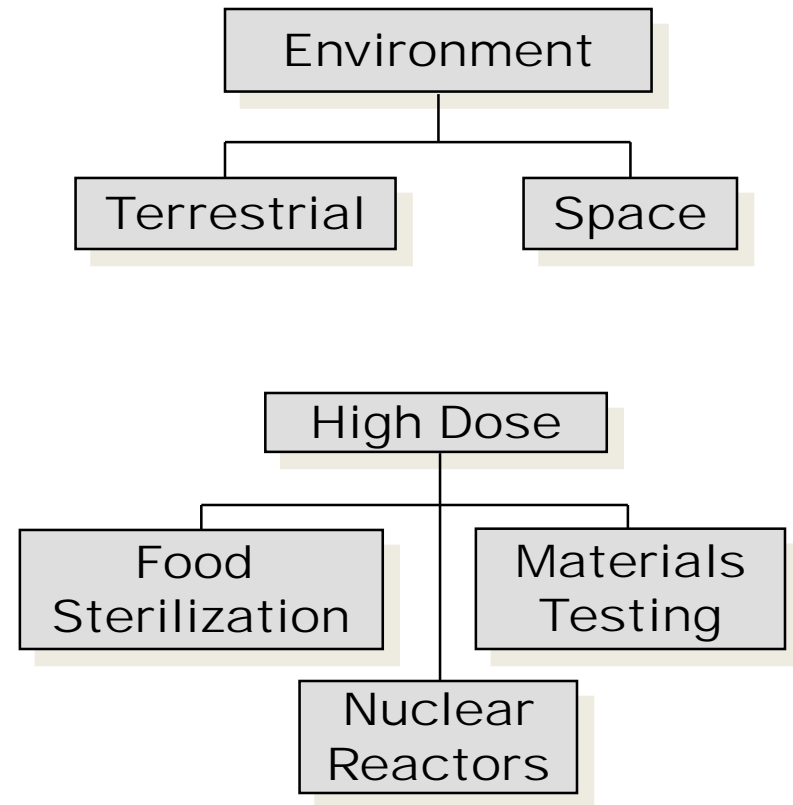 Environment
Terrestrial
Space
High Dose
Food
Sterilization
Materials
Testing
Nuclear
Reactors